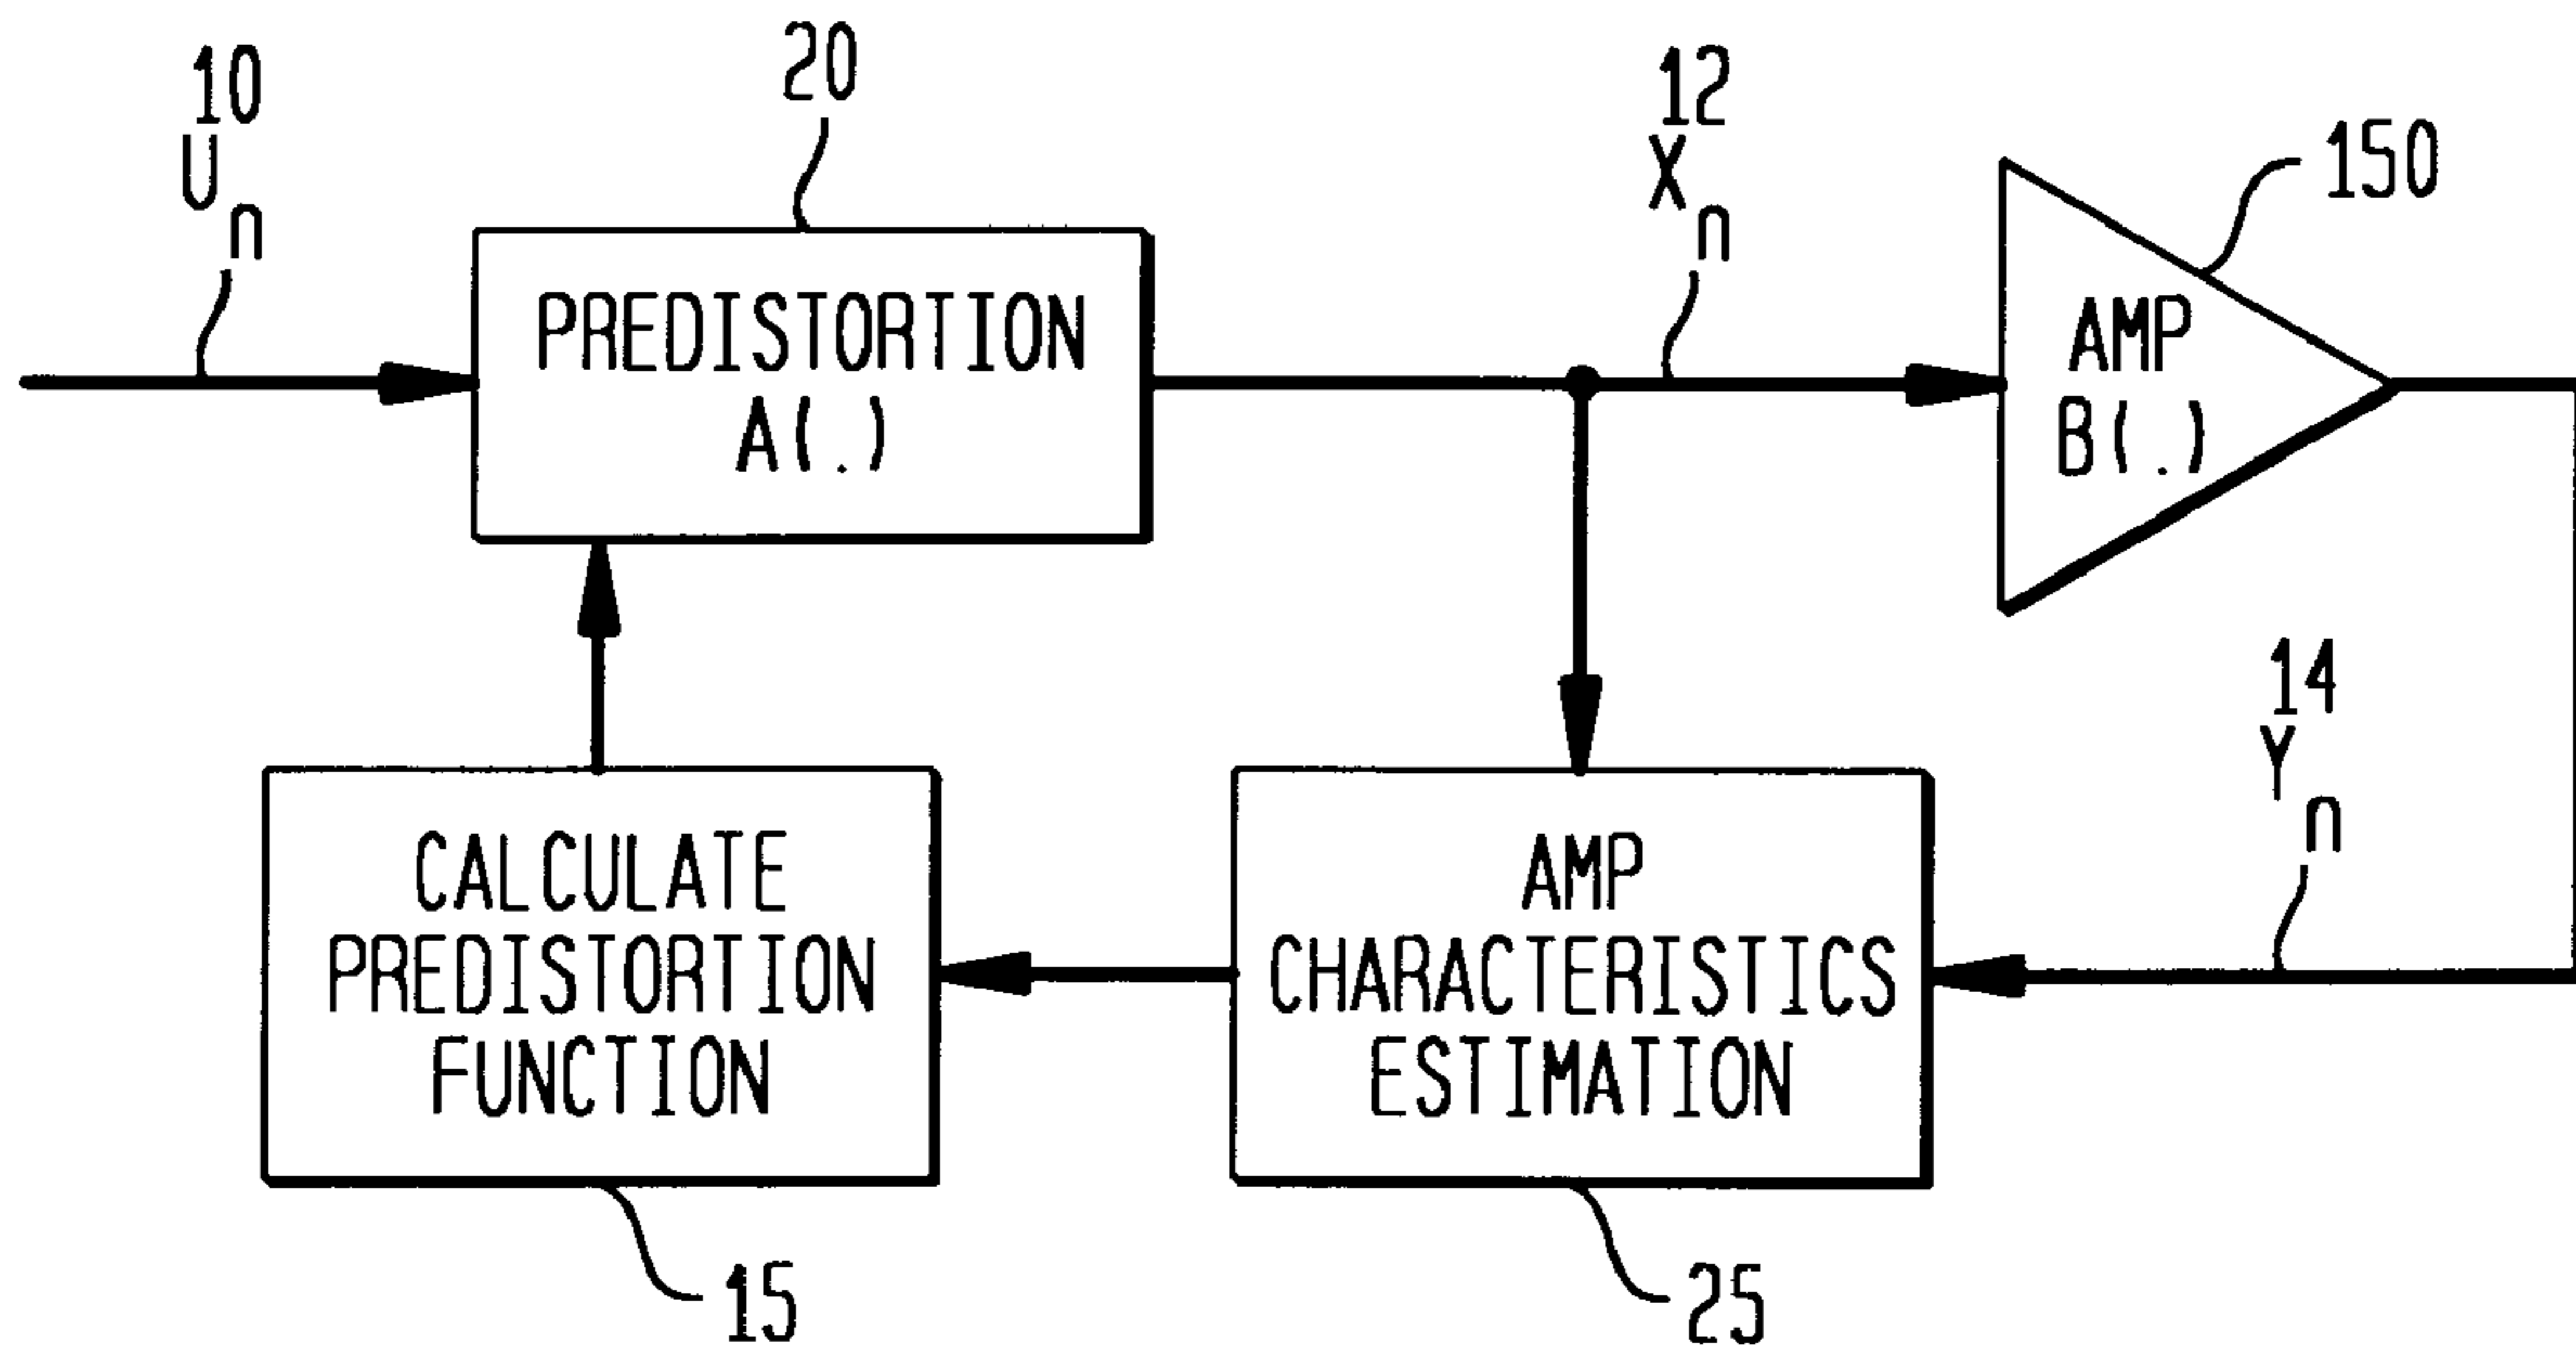 10
U n
20
PREDISTORTION
A(.)
12
X n
150
AMP
B(.)
14
Y n
CALCULATE
PREDISTORTION
FUNCTION
15
AMP
CHARACTERISTICS
ESTIMATION
25